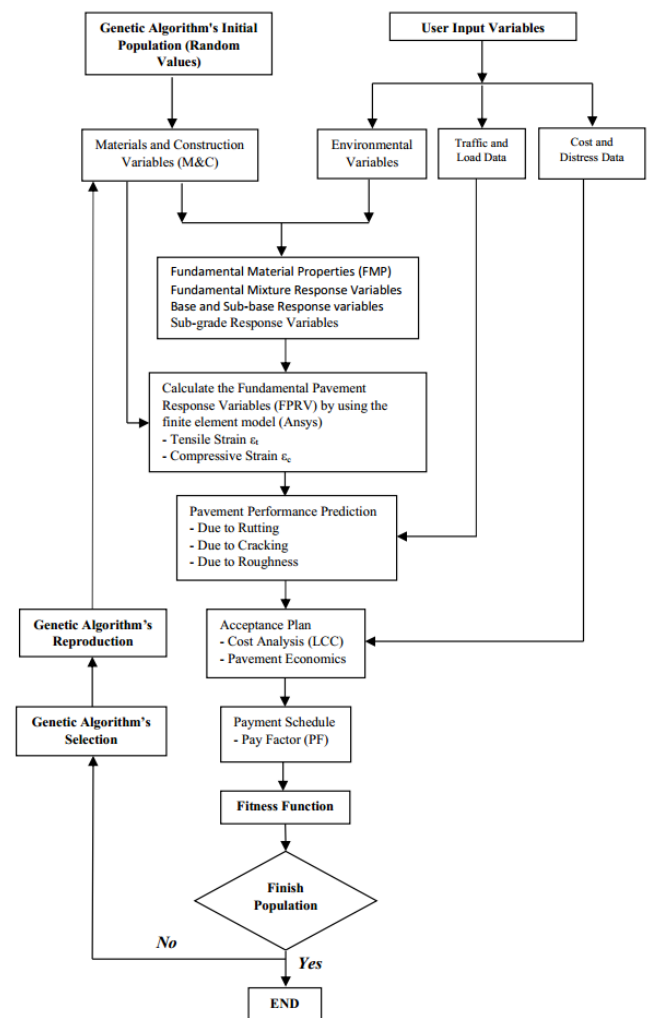 Genetic Algorithm's Initial
Population (Random
Values)
User Input Variables
Materials and Construction
Variables (M&C)
Environmental
Variables
Traffic and
Load Data
Cost and
Distress Data
Fundamental Material Properties (FMP)
Fundamental Mixture Response Variables
Base and Sub-base Response variables
Sub-grade Response Variables
Calculate the Fundamental Pavement
Response Variables (FPRV) by using the
finite element model (Ansys)
- Tensile Strain εt
- Compressive Strain εc
Pavement Performance Prediction
- Due to Rutting
- Due to Cracking
- Due to Roughness
Genetic Algorithm's
Reproduction
Acceptance Plan
- Cost Analysis (LCC)
- Pavement Economics
Genetic Algorithm's
Selection
Payment Schedule
- Pay Factor (PF)
Fitness Function
Finish
Population
No
Yes
END